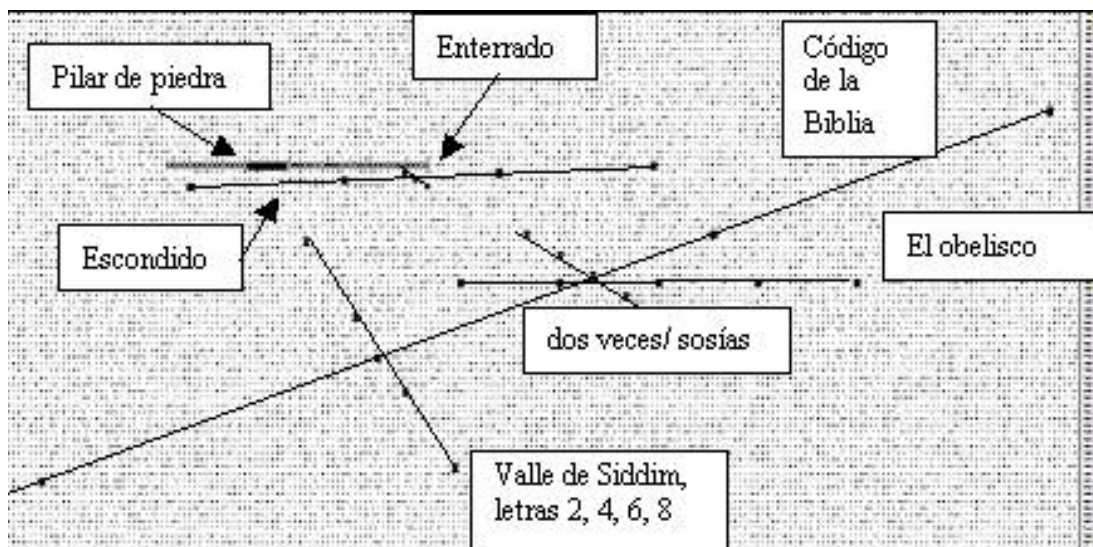 Pilar de piedra
Enterrado
Código
de la
Biblia
Escondido
El obelisco
dos veces/ sosías
Valle de Siddim,
letras 2, 4, 6, 8